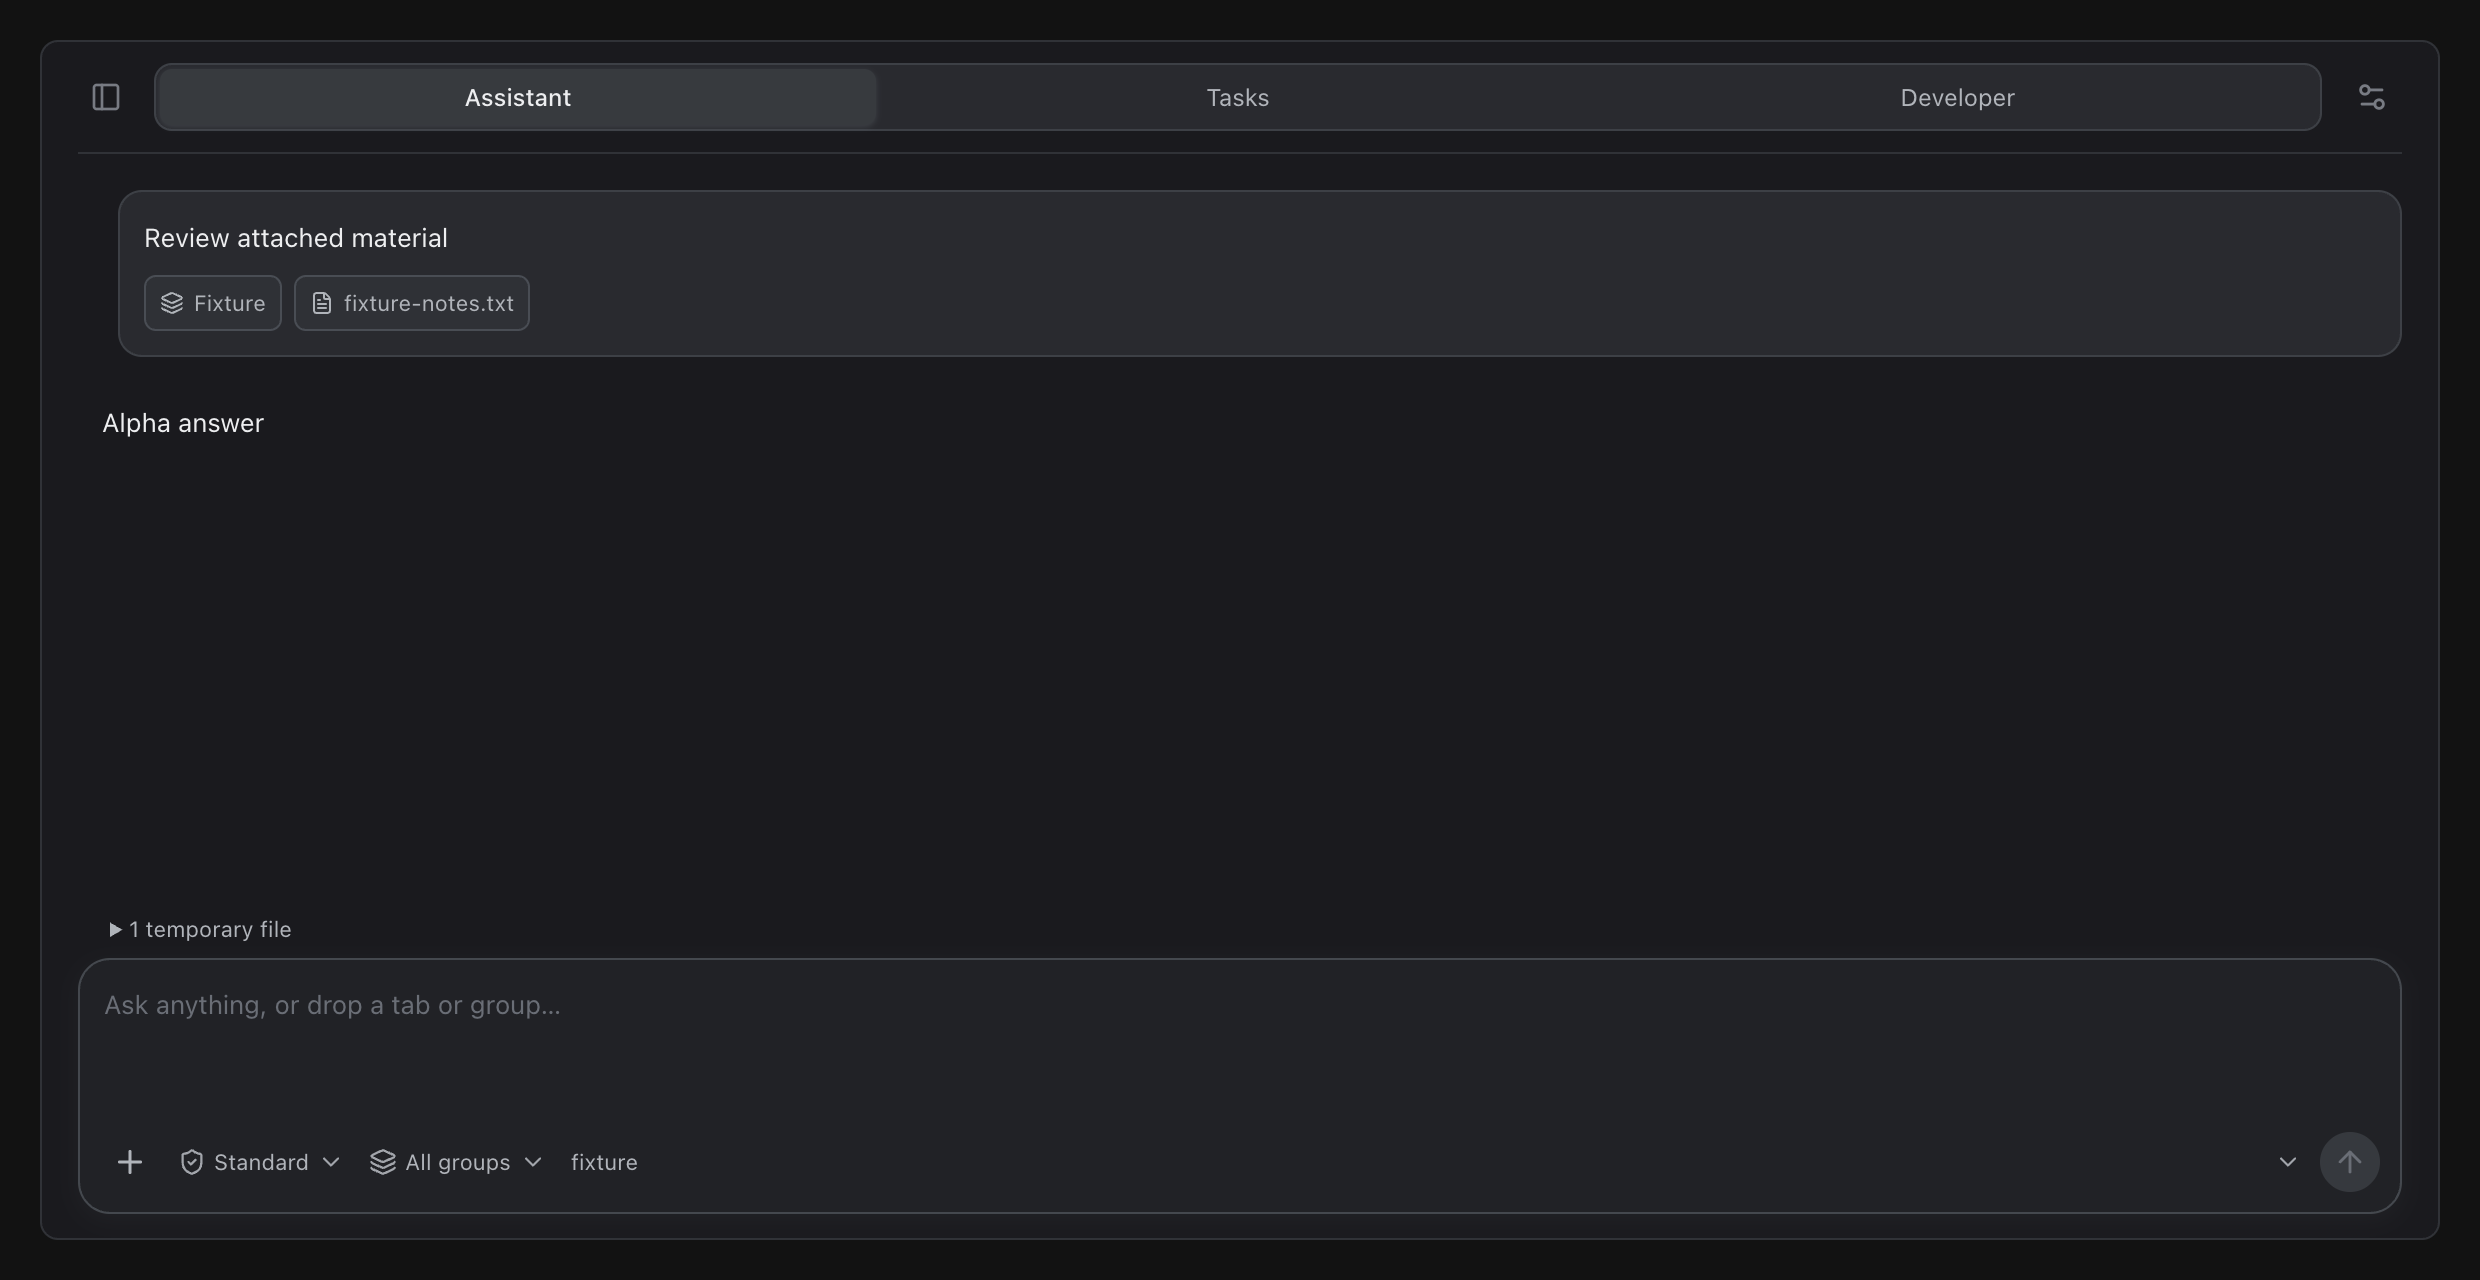 Assistant
Tasks
Developer
Review attached material
Fixture
fixture-notes.txt
Alpha answer
1 temporary file
Ask anything, or drop a tab or group...
Standard
All groups
fixture